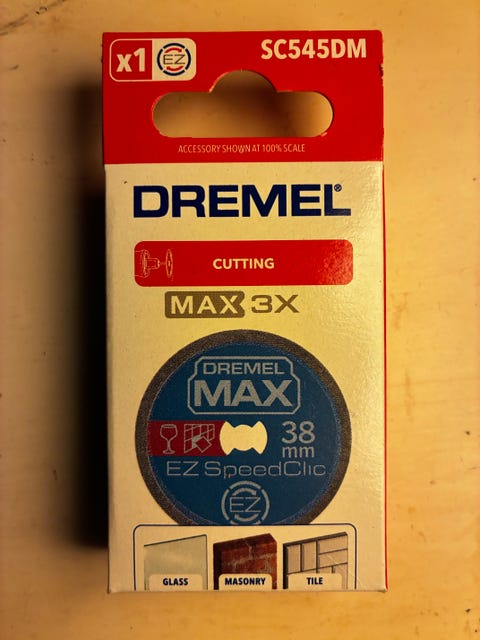 x1 EZ SC545DM
ACCESSORY SHOWN AT 100% SCALE
DREMEL®
CUTTING
MAX 3X
DREMEL
MAX
38
mm
EZ SpeedClic
EZ
GLASS MASONRY TILE